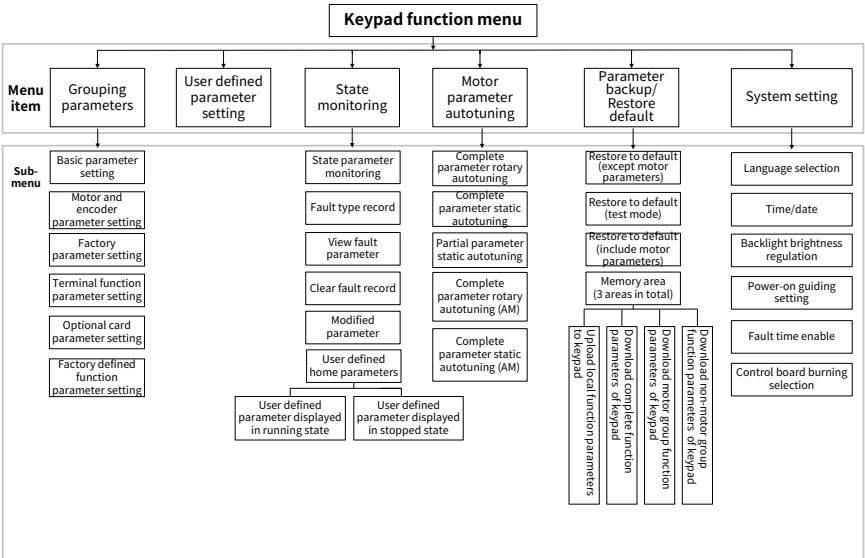 Keypad function menu
Menu
item
Grouping
parameters
User defined
parameter
setting
State
monitoring
Motor
parameter
autotuning
Parameter
backup/
Restore
default
System setting
Sub-
menu
Basic parameter
setting
Motor and
encoder
parameter setting
Factory
parameter setting
Terminal function
parameter setting
Optional card
parameter setting
Factory defined
function
parameter setting
State parameter
monitoring
Fault type record
View fault
parameter
Clear fault record
Modified
parameter
User defined
home parameters
User defined
parameter displayed
in running state
User defined
parameter displayed
in stopped state
Complete
parameter rotary
autotuning
Complete
parameter static
autotuning
Partial parameter
static autotuning
Complete
parameter rotary
autotuning (AM)
Complete
parameter static
autotuning (AM)
Restore to default
(except motor
parameters)
Restore to default
(test mode)
Restore to default
(include motor
parameters)
Memory area
(3 areas in total)
Upload local function parameters
to keypad
Download complete function
parameters of keypad
Download motor group function
parameters of keypad
Download non-motor group
function parameters of keypad
Language selection
Time/date
Backlight brightness
regulation
Power-on guiding
setting
Fault time enable
Control board burning
selection